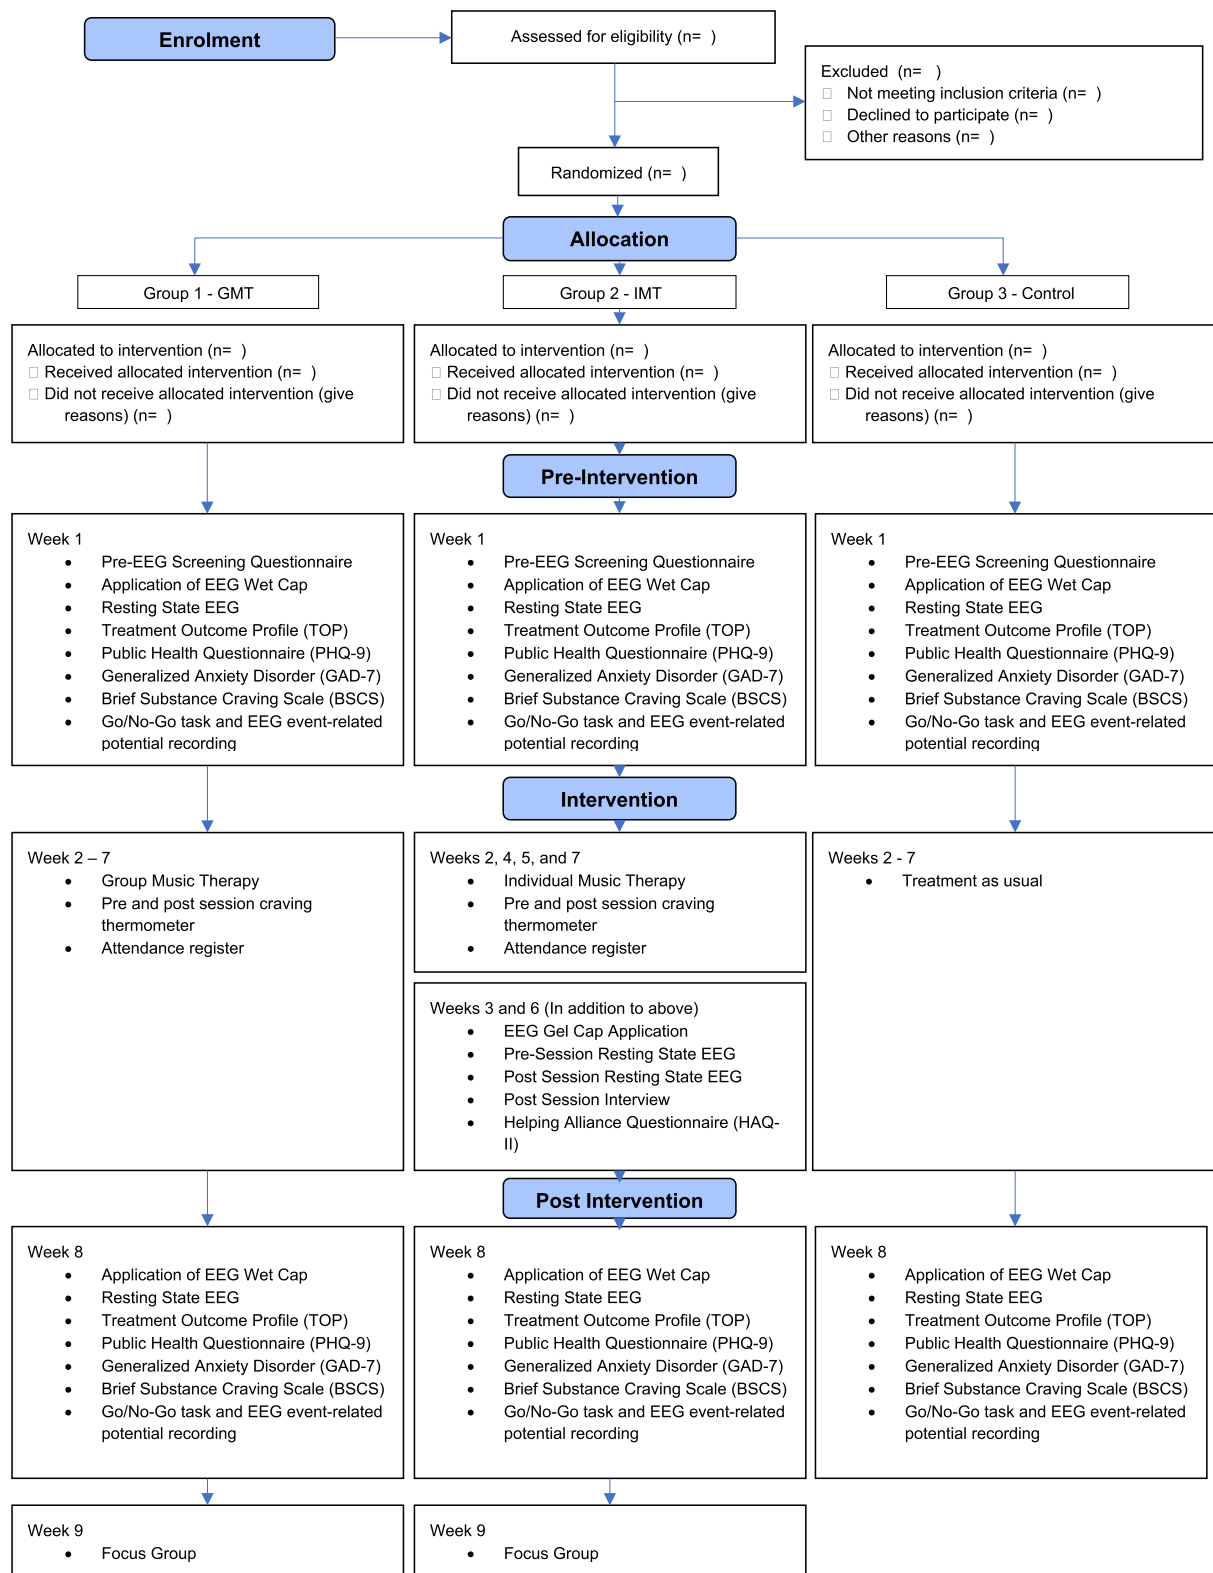 Enrolment
Assessed for eligibility (n=  )
Excluded  (n=   )
Not meeting inclusion criteria (n=  )
Declined to participate (n=  )
Other reasons (n=  )
Randomized (n=  )
Allocation
Group 1 - GMT
Group 2 - IMT
Group 3 - Control
Allocated to intervention (n=  )
Received allocated intervention (n=  )
Did not receive allocated intervention (give
reasons) (n=  )
Allocated to intervention (n=  )
Received allocated intervention (n=  )
Did not receive allocated intervention (give
reasons) (n=  )
Allocated to intervention (n=  )
Received allocated intervention (n=  )
Did not receive allocated intervention (give
reasons) (n=  )
Pre-Intervention
Week 1
• Pre-EEG Screening Questionnaire
• Application of EEG Wet Cap
• Resting State EEG
• Treatment Outcome Profile (TOP)
• Public Health Questionnaire (PHQ-9)
• Generalized Anxiety Disorder (GAD-7)
• Brief Substance Craving Scale (BSCS)
• Go/No-Go task and EEG event-related
potential recording
Week 1
• Pre-EEG Screening Questionnaire
• Application of EEG Wet Cap
• Resting State EEG
• Treatment Outcome Profile (TOP)
• Public Health Questionnaire (PHQ-9)
• Generalized Anxiety Disorder (GAD-7)
• Brief Substance Craving Scale (BSCS)
• Go/No-Go task and EEG event-related
potential recording
Week 1
• Pre-EEG Screening Questionnaire
• Application of EEG Wet Cap
• Resting State EEG
• Treatment Outcome Profile (TOP)
• Public Health Questionnaire (PHQ-9)
• Generalized Anxiety Disorder (GAD-7)
• Brief Substance Craving Scale (BSCS)
• Go/No-Go task and EEG event-related
potential recording
Intervention
Week 2 – 7
• Group Music Therapy
• Pre and post session craving
thermometer
• Attendance register
Weeks 2, 4, 5, and 7
• Individual Music Therapy
• Pre and post session craving
thermometer
• Attendance register
Weeks 3 and 6 (In addition to above)
• EEG Gel Cap Application
• Pre-Session Resting State EEG
• Post Session Resting State EEG
• Post Session Interview
• Helping Alliance Questionnaire (HAQ-
II)
Weeks 2 - 7
• Treatment as usual
Post Intervention
Week 8
• Application of EEG Wet Cap
• Resting State EEG
• Treatment Outcome Profile (TOP)
• Public Health Questionnaire (PHQ-9)
• Generalized Anxiety Disorder (GAD-7)
• Brief Substance Craving Scale (BSCS)
• Go/No-Go task and EEG event-related
potential recording
Week 8
• Application of EEG Wet Cap
• Resting State EEG
• Treatment Outcome Profile (TOP)
• Public Health Questionnaire (PHQ-9)
• Generalized Anxiety Disorder (GAD-7)
• Brief Substance Craving Scale (BSCS)
• Go/No-Go task and EEG event-related
potential recording
Week 8
• Application of EEG Wet Cap
• Resting State EEG
• Treatment Outcome Profile (TOP)
• Public Health Questionnaire (PHQ-9)
• Generalized Anxiety Disorder (GAD-7)
• Brief Substance Craving Scale (BSCS)
• Go/No-Go task and EEG event-related
potential recording
Week 9
• Focus Group
Week 9
• Focus Group